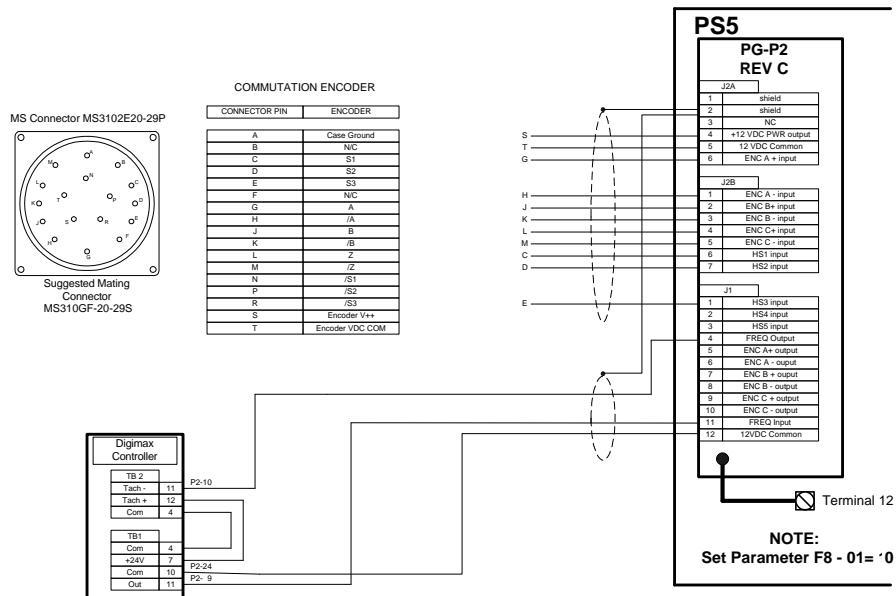 PS5
PG-P2
REV C
J2A
1 shield
2 shield
3 NC
4 +12 VDC PWR output
5 12 VDC Common
6 ENC A + input
J2B
1 ENC A - input
2 ENC B+ input
3 ENC B - input
4 ENC C+ input
5 ENC C - input
6 HS1 input
7 HS2 input
J1
1 HS3 input
2 HS4 input
3 HS5 input
4 FREQ Output
5 ENC A+ output
6 ENC A - ouput
7 ENC B + ouput
8 ENC B - output
9 ENC C + output
10 ENC C - output
11 FREQ Input
12 12VDC Common
Terminal 12
NOTE:
Set Parameter F8 - 01= 10
S
T
G
H
J
K
L
M
C
D
E
COMMUTATION ENCODER
CONNECTOR PIN ENCODER
A Case Ground
B N/C
C S1
D S2
E S3
F N/C
G A
H /A
J B
K /B
L Z
M /Z
N /S1
P /S2
R /S3
S Encoder V++
T Encoder VDC COM
MS Connector MS3102E20-29P
A
M B
N
L C
T P
K D
S R
J E
H F
G
Suggested Mating
Connector
MS310GF-20-29S
Digimax
Controller
TB 2
Tach - 11 P2-10
Tach + 12
Com 4
TB1
Com 4
+24V 7
Com 10 P2-24
Out 11 P2- 9